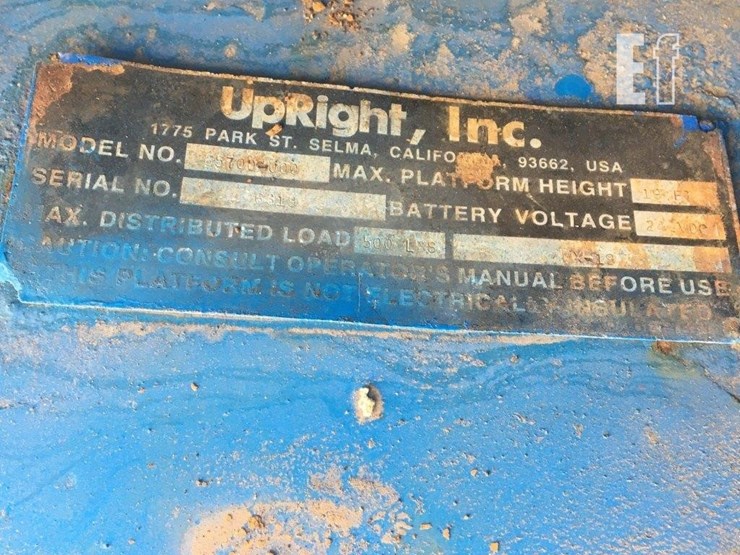 Ef
UpRight, Inc.
1775 PARK ST. SELMA, CALIFORNIA, 93662, USA
MODEL NO. MAX. PLATFORM HEIGHT
SERIAL NO. BATTERY VOLTAGE
MAX. DISTRIBUTED LOAD 500 LBS
CAUTION: CONSULT OPERATOR'S MANUAL BEFORE USE
THIS PLATFORM IS NOT ELECTRICALLY INSULATED